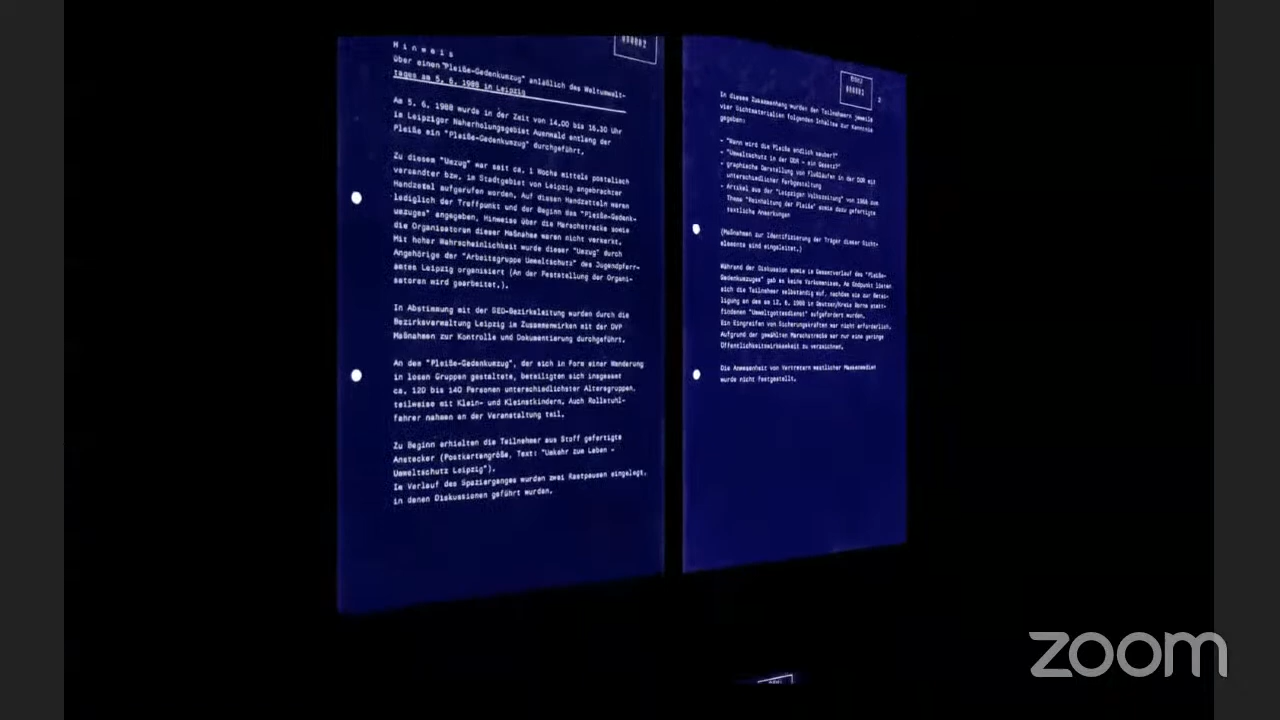 Hinweis
über einen "Pleiße-Gedenkumzug" anläßlich des Weltumwelt-
tages am 5. 6. 1988 in Leipzig
Am 5. 6. 1988 wurde in der Zeit von 14.00 bis 16.30 Uhr
im Leipziger Naherholungsgebiet Auenwald entlang der
Pleiße ein "Pleiße-Gedenkumzug" durchgeführt.
Zu diesem "Umzug" war seit ca. 1 Woche mittels postalisch
versandter bzw. im Stadtgebiet von Leipzig angebrachter
Handzettel aufgerufen worden. Auf diesen Handzetteln waren
lediglich der Treffpunkt und der Beginn des "Pleiße-Gedenk-
umzuges" angegeben, Hinweise über die Marschstrecke sowie
die Organisatoren dieser Maßnahme waren nicht vermerkt.
Mit hoher Wahrscheinlichkeit wurde dieser "Umzug" durch
Angehörige der "Arbeitsgruppe Umweltschutz" des Jugendpfarr-
amtes Leipzig organisiert (An der Feststellung der Organi-
satoren wird gearbeitet.).
In Abstimmung mit der SED-Bezirksleitung wurden durch die
Bezirksverwaltung Leipzig im Zusammenwirken mit der DVP
Maßnahmen zur Kontrolle und Dokumentierung durchgeführt.
An dem "Pleiße-Gedenkumzug", der sich in Form einer Wanderung
in losen Gruppen gestaltete, beteiligten sich insgesamt
ca. 120 bis 140 Personen unterschiedlichster Altersgruppen,
teilweise mit Klein- und Kleinstkindern. Auch Rollstuhl-
fahrer nahmen an der Veranstaltung teil.
Zu Beginn erhielten die Teilnehmer aus Stoff gefertigte
Anstecker (Postkartengröße, Text: "Umkehr zum Leben -
Umweltschutz Leipzig").
Im Verlauf des Spazierganges wurden zwei Rastpausen eingelegt,
in denen Diskussionen geführt wurden.
BStU
2
In diesem Zusammenhang wurden den Teilnehmern jeweils
vier Sichtmaterialien folgenden Inhaltes zur Kenntnis
gegeben:
- "Wann wird die Pleiße endlich sauber?"
- "Umweltschutz in der DDR - ein Gesetz?"
- graphische Darstellung von Flußläufen in der DDR mit
unterschiedlicher Farbgestaltung
- Artikel aus der "Leipziger Volkszeitung" von 1966 zum
Thema "Reinhaltung der Pleiße" sowie dazu gefertigte
textliche Anmerkungen
(Maßnahmen zur Identifizierung der Träger dieser Sicht-
elemente sind eingeleitet.)
Während der Diskussion sowie im Gesamtverlauf des "Pleiße-
Gedenkumzuges" gab es keine Vorkommnisse. Am Endpunkt lösten
sich die Teilnehmer selbständig auf, nachdem sie zur Betei-
ligung an dem am 12. 6. 1988 in Deutzen/Kreis Borna statt-
findenen "Umweltgottesdienst" aufgefordert wurden.
Ein Eingreifen von Sicherungskräften war nicht erforderlich.
Aufgrund der gewählten Marschstrecke war nur eine geringe
Öffentlichkeitswirksamkeit zu verzeichnen.
Die Anwesenheit von Vertretern westlicher Massenmedien
wurde nicht festgestellt.
zoom